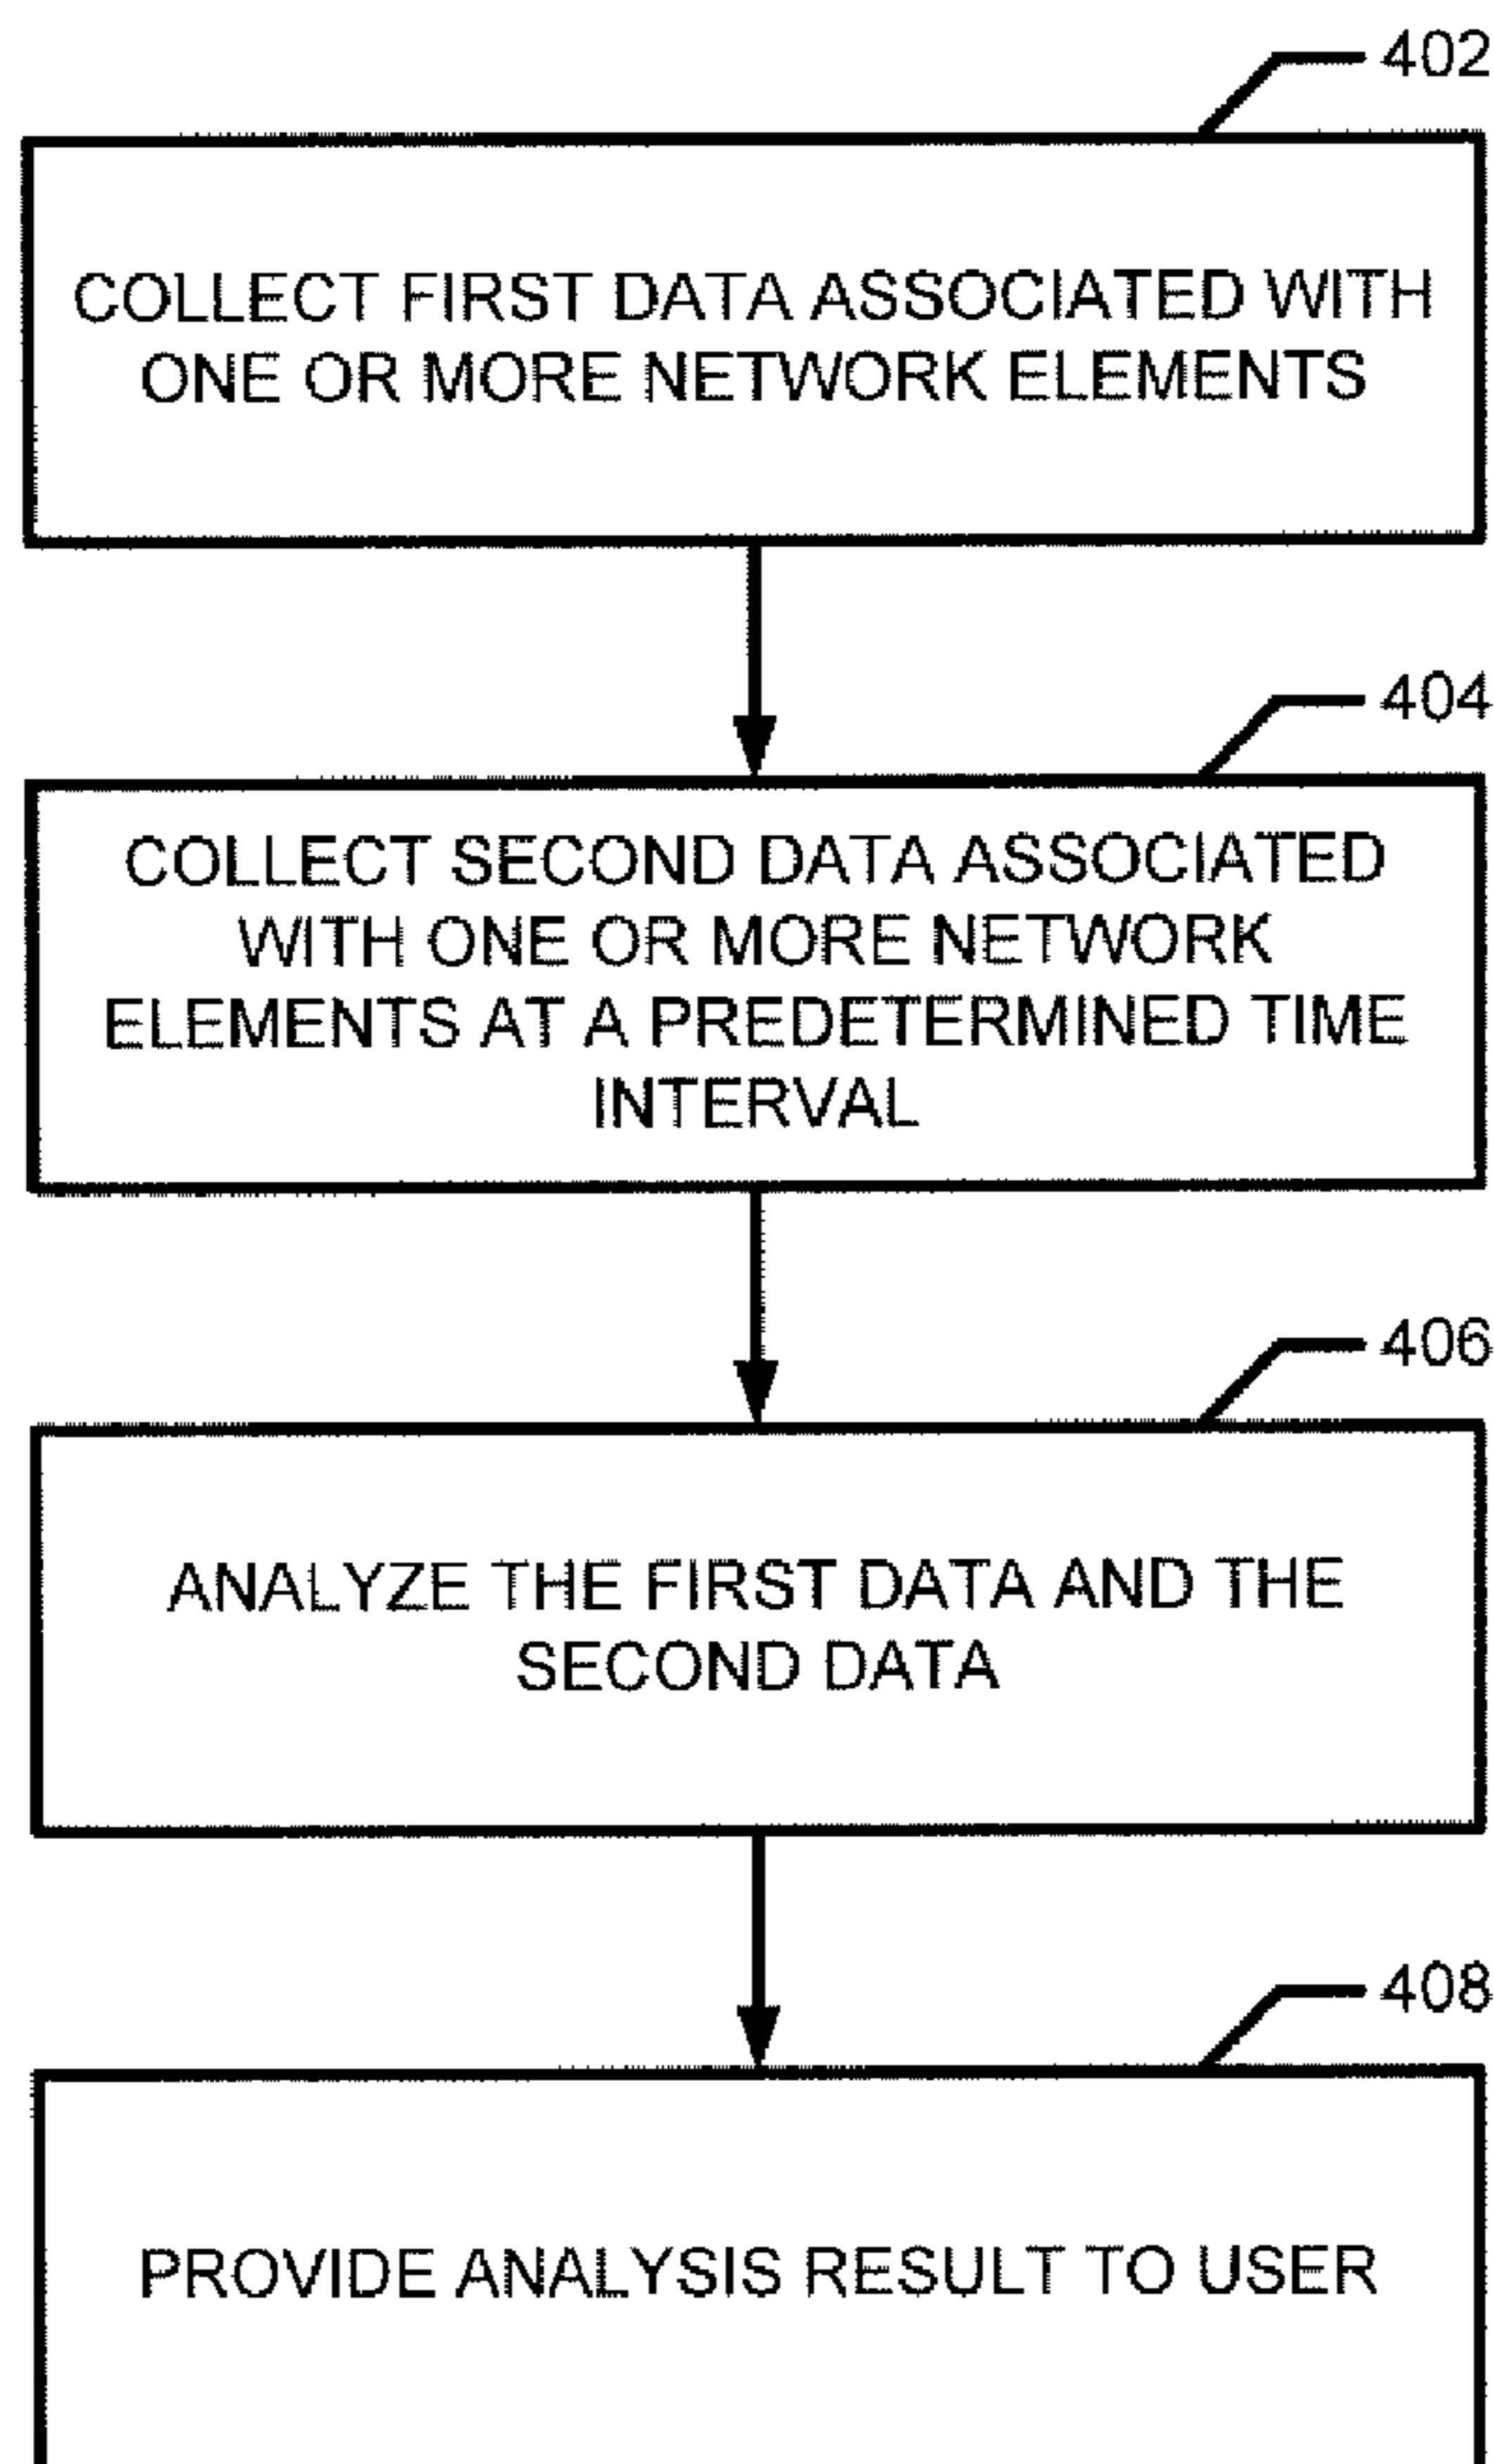 402
COLLECT FIRST DATA ASSOCIATED WITH
ONE OR MORE NETWORK ELEMENTS
404
COLLECT SECOND DATA ASSOCIATED
WITH ONE OR MORE NETWORK
ELEMENTS AT A PREDETERMINED TIME
INTERVAL
406
ANALYZE THE FIRST DATA AND THE
SECOND DATA
408
PROVIDE ANALYSIS RESULT TO USER